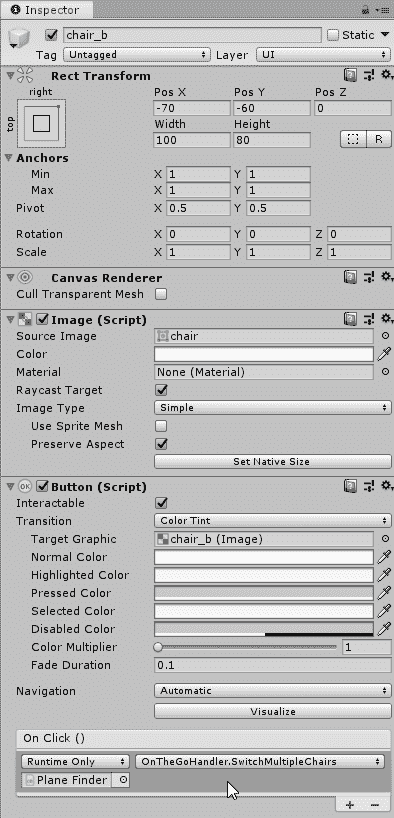 Inspector
chair_b Static
Tag Untagged Layer UI
Rect Transform
right
top
Pos X Pos Y Pos Z
-70 -60 0
Width Height
100 80 R
Anchors
Min X 1 Y 1
Max X 1 Y 1
Pivot X 0.5 Y 0.5
Rotation X 0 Y 0 Z 0
Scale X 1 Y 1 Z 1
Canvas Renderer
Cull Transparent Mesh
Image (Script)
Source Image chair
Color
Material None (Material)
Raycast Target
Image Type Simple
Use Sprite Mesh
Preserve Aspect
Set Native Size
OK Button (Script)
Interactable
Transition Color Tint
Target Graphic chair_b (Image)
Normal Color
Highlighted Color
Pressed Color
Selected Color
Disabled Color
Color Multiplier 1
Fade Duration 0.1
Navigation Automatic
Visualize
On Click ()
Runtime Only OnTheGoHandler.SwitchMultipleChairs
Plane Finder